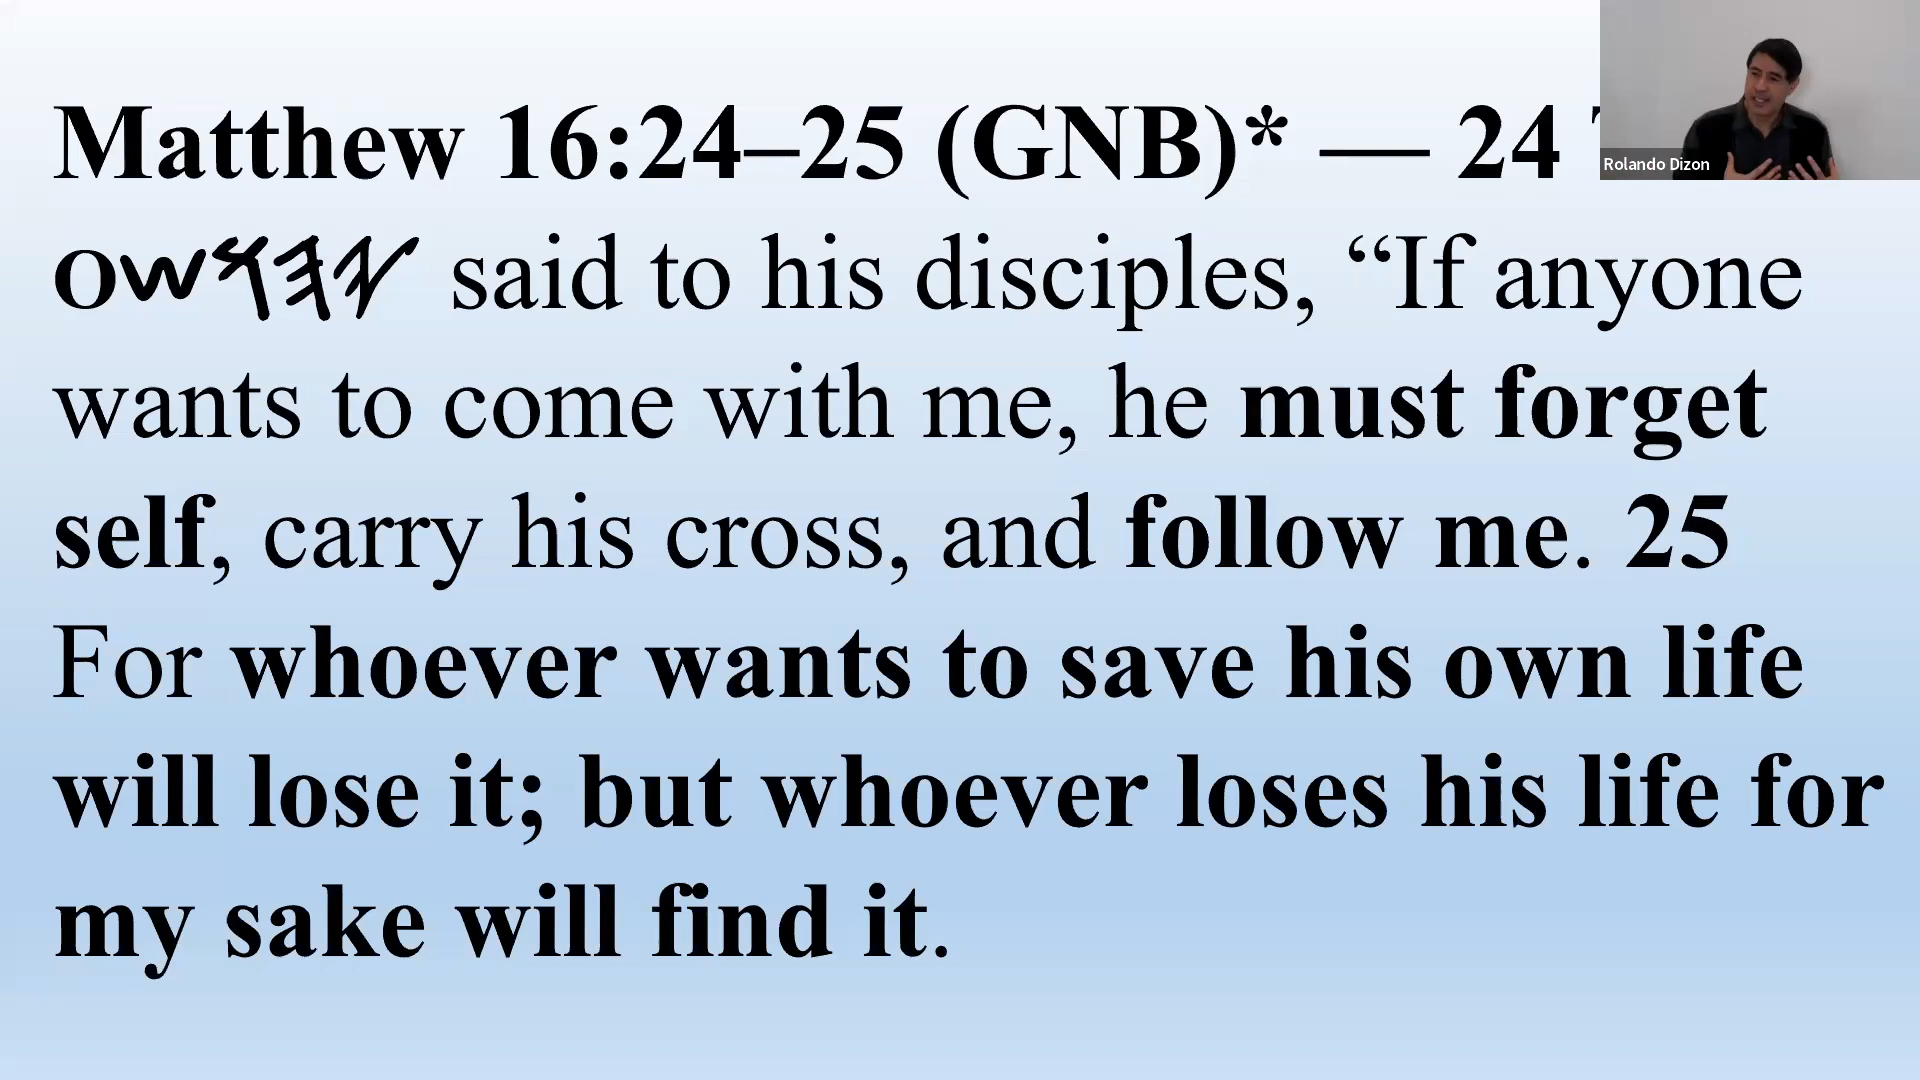 Matthew 16:24–25 (GNB)* — 24
𐤉𐤄𐤅𐤔𐤏 said to his disciples, “If anyone
wants to come with me, he must forget
self, carry his cross, and follow me. 25
For whoever wants to save his own life
will lose it; but whoever loses his life for
my sake will find it.
Rolando Dizon